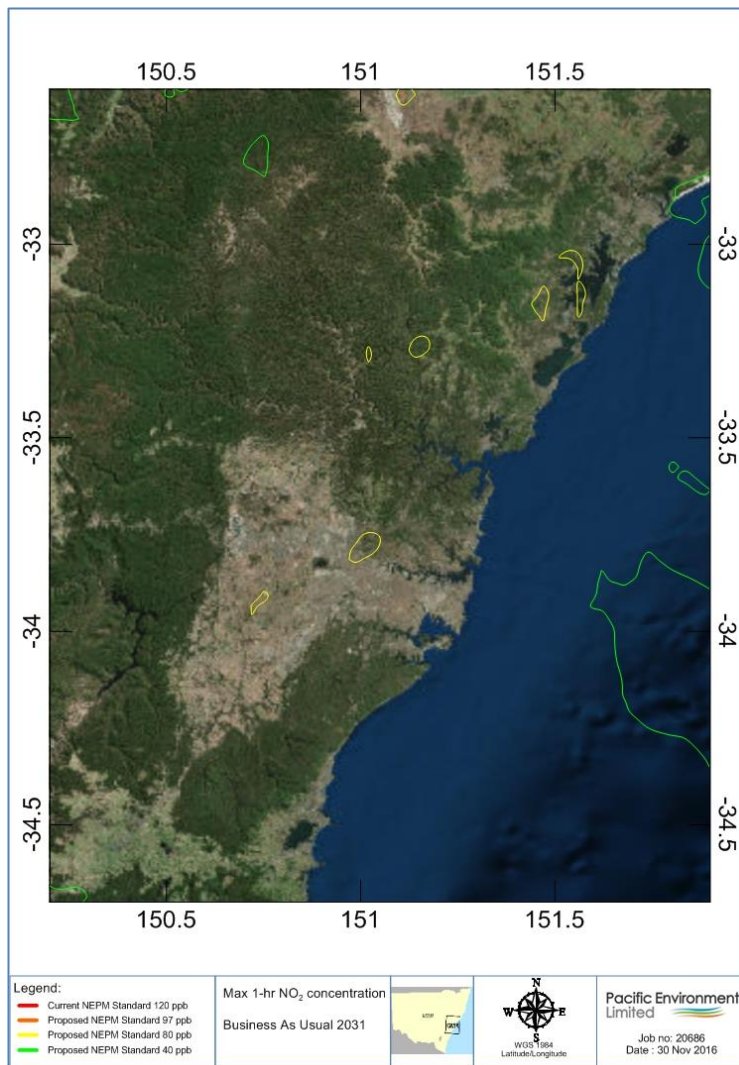 150.5 151 151.5
-33 -33
-33.5 -33.5
-34 -34
-34.5 -34.5
150.5 151 151.5
Legend:
Current NEPM Standard 120 ppb
Proposed NEPM Standard 97 ppb
Proposed NEPM Standard 80 ppb
Proposed NEPM Standard 40 ppb
Max 1-hr NO₂ concentration
Business As Usual 2031
N
W E
S
WGS 1984
Latitude/Longitude
Pacific Environment
Limited
Job no: 20686
Date : 30 Nov 2016